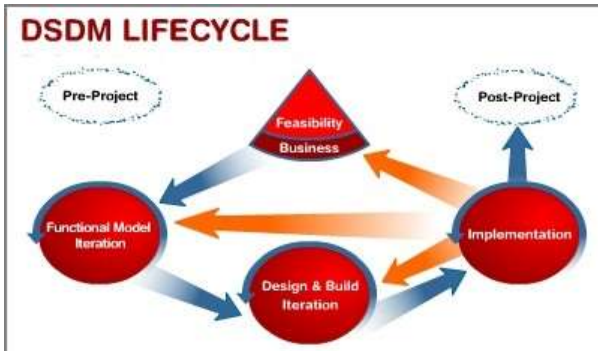 DSDM LIFECYCLE
Pre-Project
Post-Project
Feasibility
Business
Functional Model
Iteration
Implementation
Design & Build
Iteration